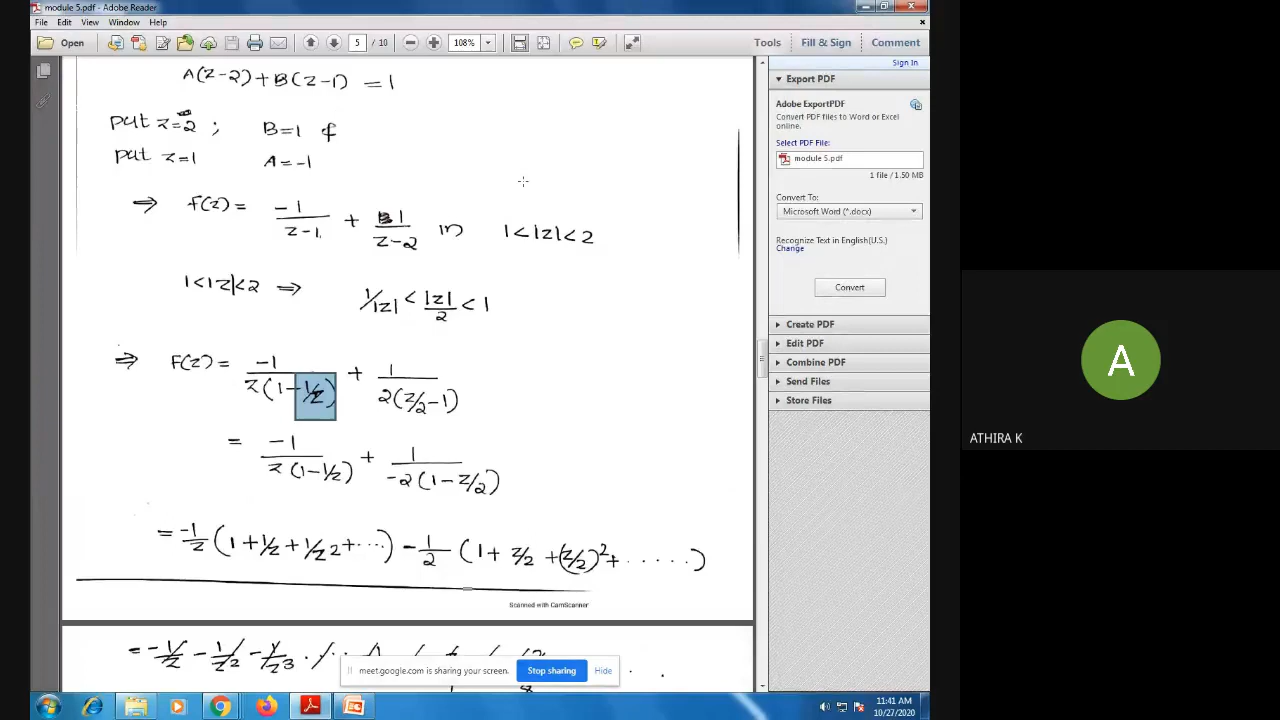 module 5.pdf - Adobe Reader
File Edit View Window Help
Open 5 / 10 108% Tools Fill & Sign Comment
Sign In
A(z-2)+B(z-1) = 1
put z=2 ; B=1 &
put z=1 A=-1
⇒ f(z) = -1/(z-1) + 1/(z-2) in 1<|z|<2
1<|z|<2 ⇒ 1/|z| < |z|/2 < 1
⇒ f(z) = -1/(z(1-1/z)) + 1/(2(z/2-1))
= -1/(z(1-1/z)) + 1/(-2(1-z/2))
= -1/z (1+1/z+1/z2+...) - 1/2 (1+z/2+(z/2)^2+.....)
Scanned with CamScanner
= -1/z - 1/z2 - 1/z3
Export PDF
Adobe ExportPDF
Convert PDF files to Word or Excel
online.
Select PDF File:
module 5.pdf
1 file / 1.50 MB
Convert To:
Microsoft Word (*.docx)
Recognize Text in English(U.S.)
Change
Convert
Create PDF
Edit PDF
Combine PDF
Send Files
Store Files
A
ATHIRA K
meet.google.com is sharing your screen. Stop sharing Hide
11:41 AM
10/27/2020